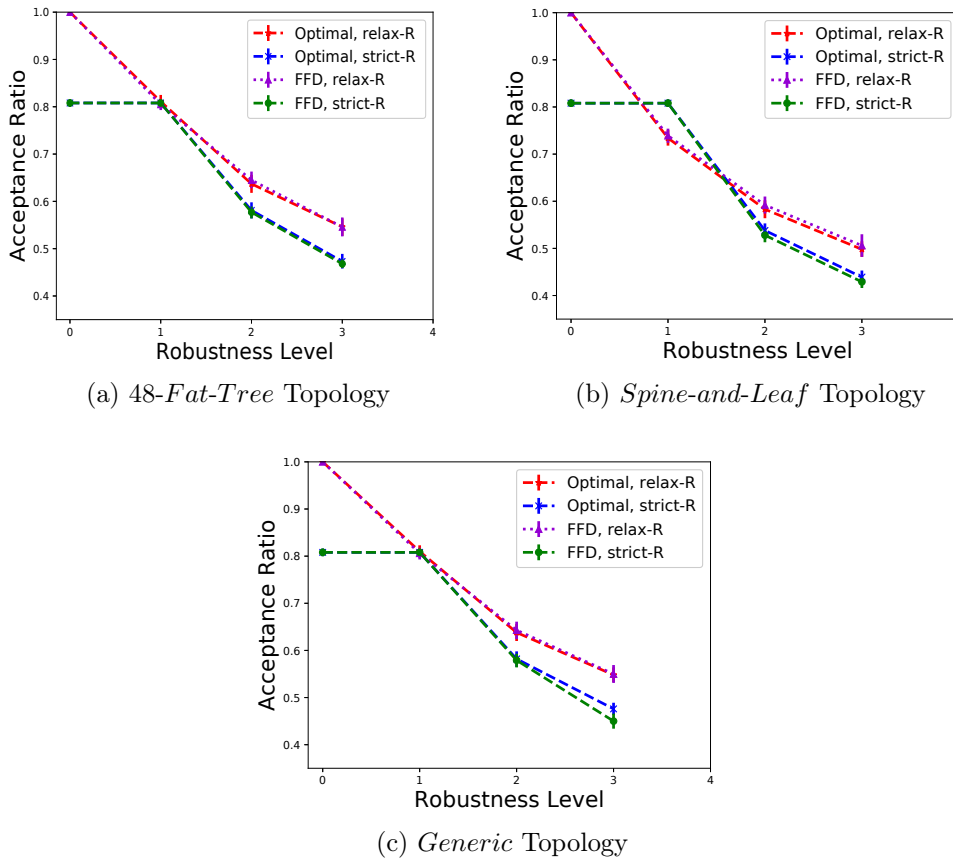 1.0
0.9
0.8
0.7
0.6
0.5
0.4
Acceptance Ratio
0
1
2
3
4
Robustness Level
Optimal, relax-R
Optimal, strict-R
FFD, relax-R
FFD, strict-R
(a) 48-Fat-Tree Topology
1.0
0.9
0.8
0.7
0.6
0.5
0.4
Acceptance Ratio
0
1
2
3
Robustness Level
Optimal, relax-R
Optimal, strict-R
FFD, relax-R
FFD, strict-R
(b) Spine-and-Leaf Topology
1.0
0.9
0.8
0.7
0.6
0.5
0.4
Acceptance Ratio
0
1
2
3
4
Robustness Level
Optimal, relax-R
Optimal, strict-R
FFD, relax-R
FFD, strict-R
(c) Generic Topology